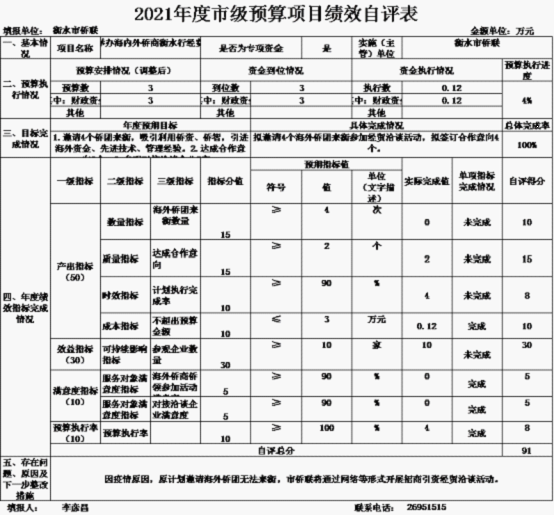 2021年度市级预算项目绩效自评表
填报单位: 衡水市侨联 金额单位: 万元
一、基本情况 项目名称 举办海内外侨商衡水行经费 是否为专项资金 是 实施（主管）单位 衡水市侨联
二、预算执行情况 预算安排情况（调整后） 资金到位情况 资金执行情况 预算执行进度
预算数 3 到位数 3 执行数 0.12 4%
其中: 财政资金 3 其中: 财政资金 3 其中: 财政资金 0.12
其他 其他 其他
三、目标完成情况 年度预期目标 具体完成情况 总体完成率
1.邀请4个侨团来衡，吸引利用侨资、侨智，引进海外资金、先进技术、管理经验。2.达成合作意 拟邀请4个海外侨团来衡参加经贸洽谈活动，拟签订合作意向4个。 100%
四、年度绩效指标完成情况 一级指标 二级指标 三级指标 指标分值 预期指标值 实际完成值 单项指标完成情况 自评得分
符号 值 单位（文字描述）
产出指标（50） 数量指标 海外侨团来衡数量 15 ≥ 4 次 0 未完成 10
质量指标 达成合作意向 15 ≥ 2 个 2 未完成 15
时效指标 计划执行完成率 10 ≥ 90 % 4 未完成 8
成本指标 不超出预算金额 10 ≤ 3 万元 0.12 完成 10
效益指标（30） 可持续影响指标 参观企业数量 30 ≥ 10 家 10 未完成 30
满意度指标（10） 服务对象满意度指标 海外侨商侨领参加活动 5 ≥ 90 % 0 完成 5
服务对象满意度指标 对接洽谈企业满意度 5 ≥ 90 % 0 完成 5
预算执行率（10） 预算执行率 10 ≥ 100 % 4 完成 8
自评总分 91
五、存在问题、原因及下一步整改措施 因疫情原因，原计划邀请海外侨团无法来衡，市侨联将通过网络等形式开展招商引资经贸洽谈活动。
填报人: 李彦昌 联系电话: 26951515